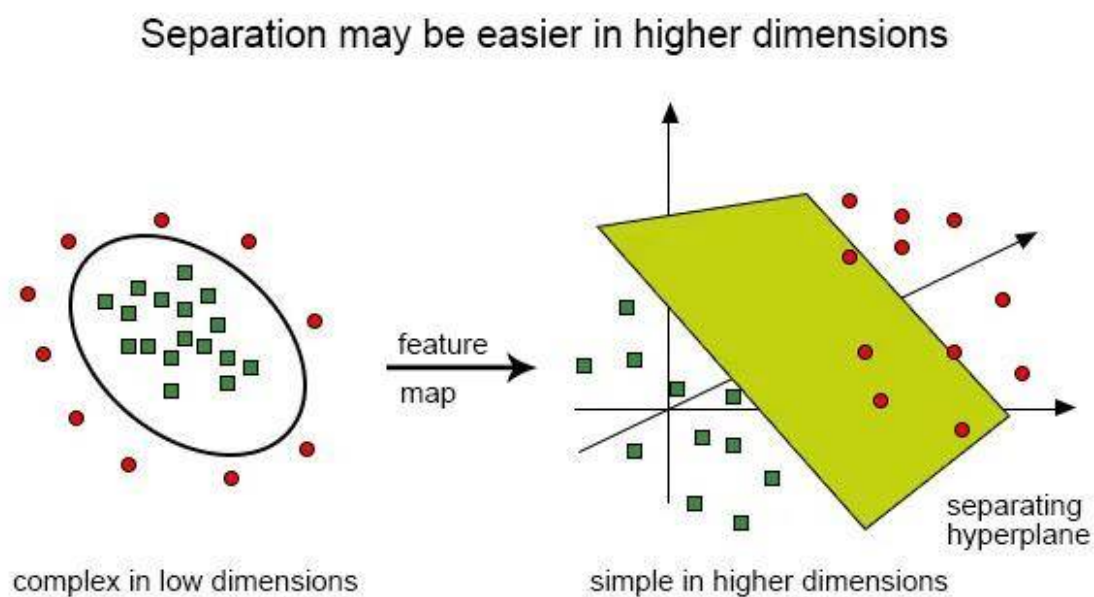 Separation may be easier in higher dimensions
feature
map
separating
hyperplane
complex in low dimensions
simple in higher dimensions